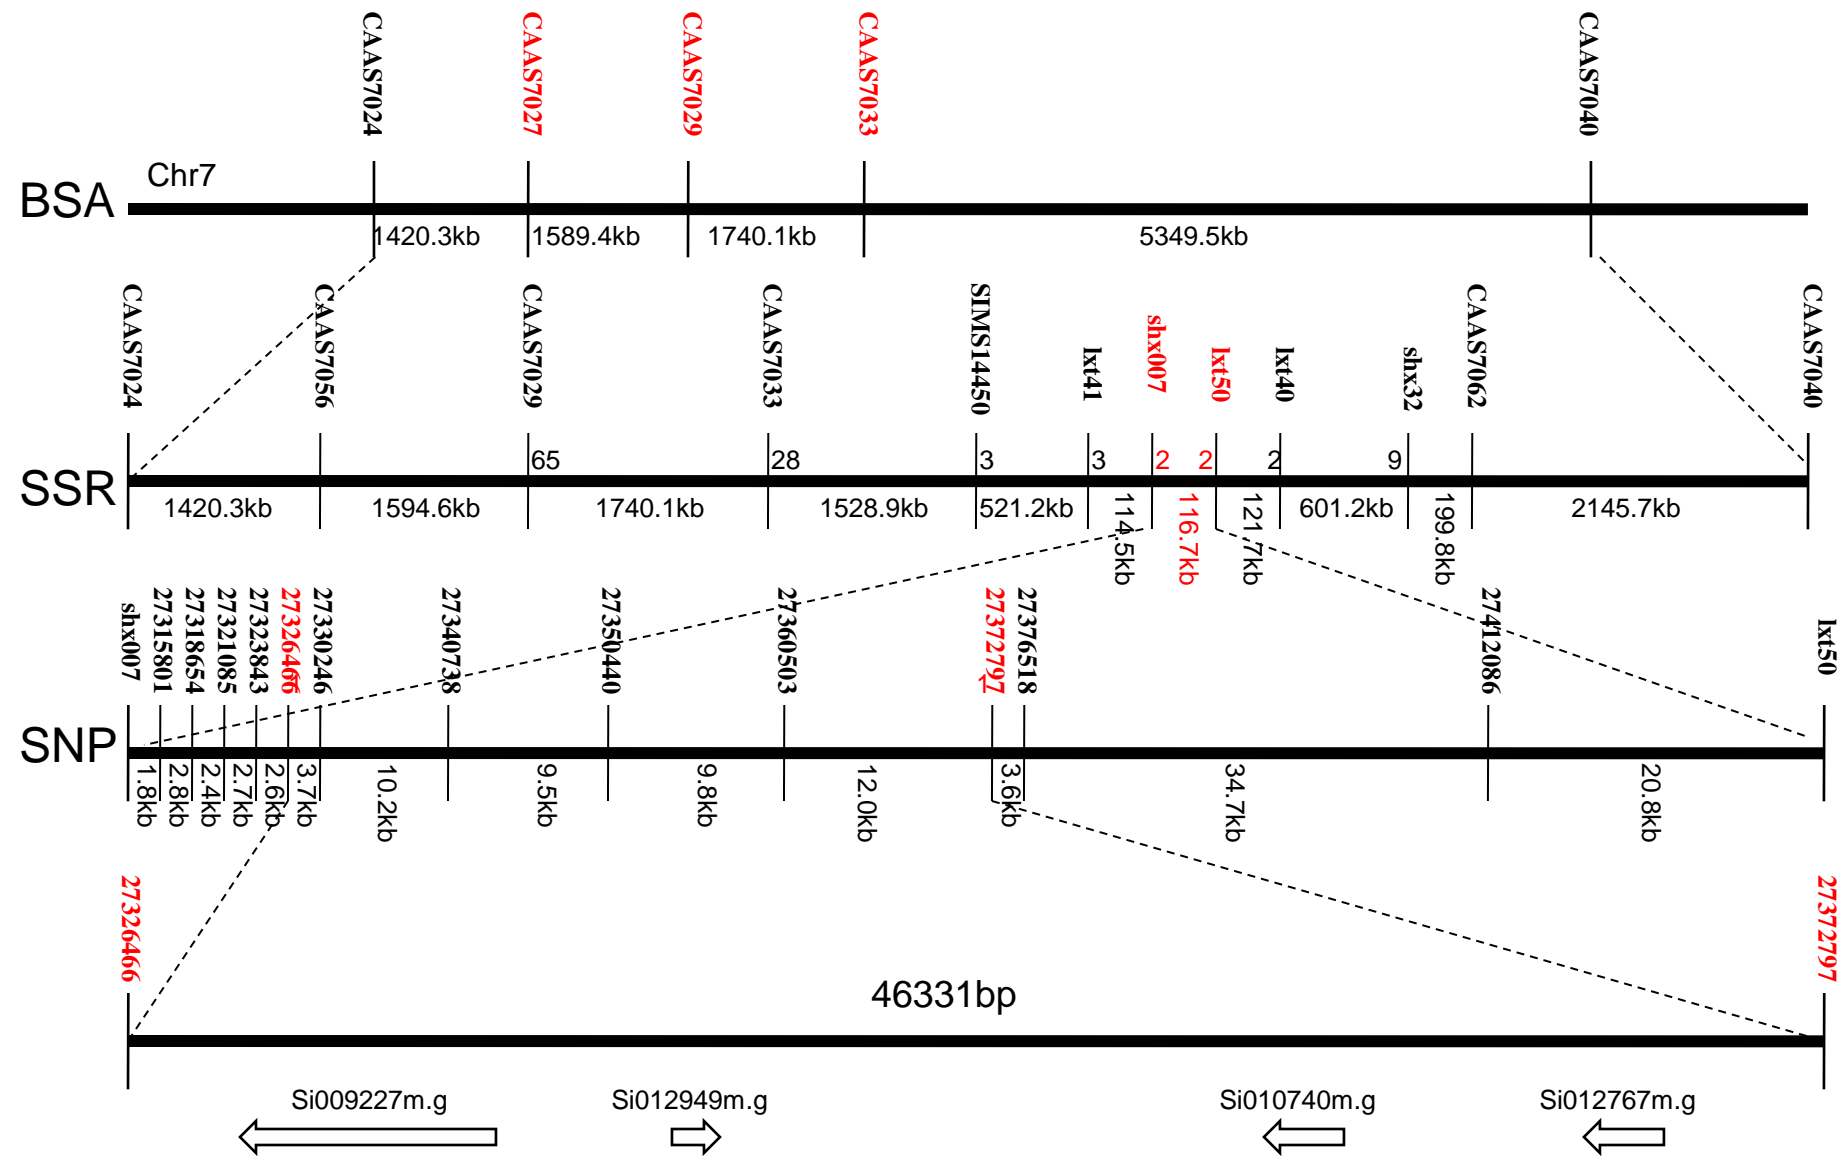 CAAS7024
CAAS7027
CAAS7029
CAAS7033
CAAS7040
Chr7
BSA
1420.3kb
1589.4kb
1740.1kb
5349.5kb
CAAS7024
CAAS7056
CAAS7029
CAAS7033
SIMS14450
lxt41
shx007
lxt50
lxt40
shx32
CAAS7062
CAAS7040
65
28
3
3
2
2
2
9
SSR
1420.3kb
1594.6kb
1740.1kb
1528.9kb
521.2kb
114.5kb
116.7kb
121.7kb
601.2kb
199.8kb
2145.7kb
shx007
27315801
27318654
27321085
27323843
27326466
27330246
27340738
27350440
27360503
27372797
27376518
27412086
lxt50
1
1
SNP
1.8kb
2.8kb
2.4kb
2.7kb
2.6kb
3.7kb
10.2kb
9.5kb
9.8kb
12.0kb
3.6kb
34.7kb
20.8kb
27326466
27372797
46331bp
Si009227m.g
Si012949m.g
Si010740m.g
Si012767m.g